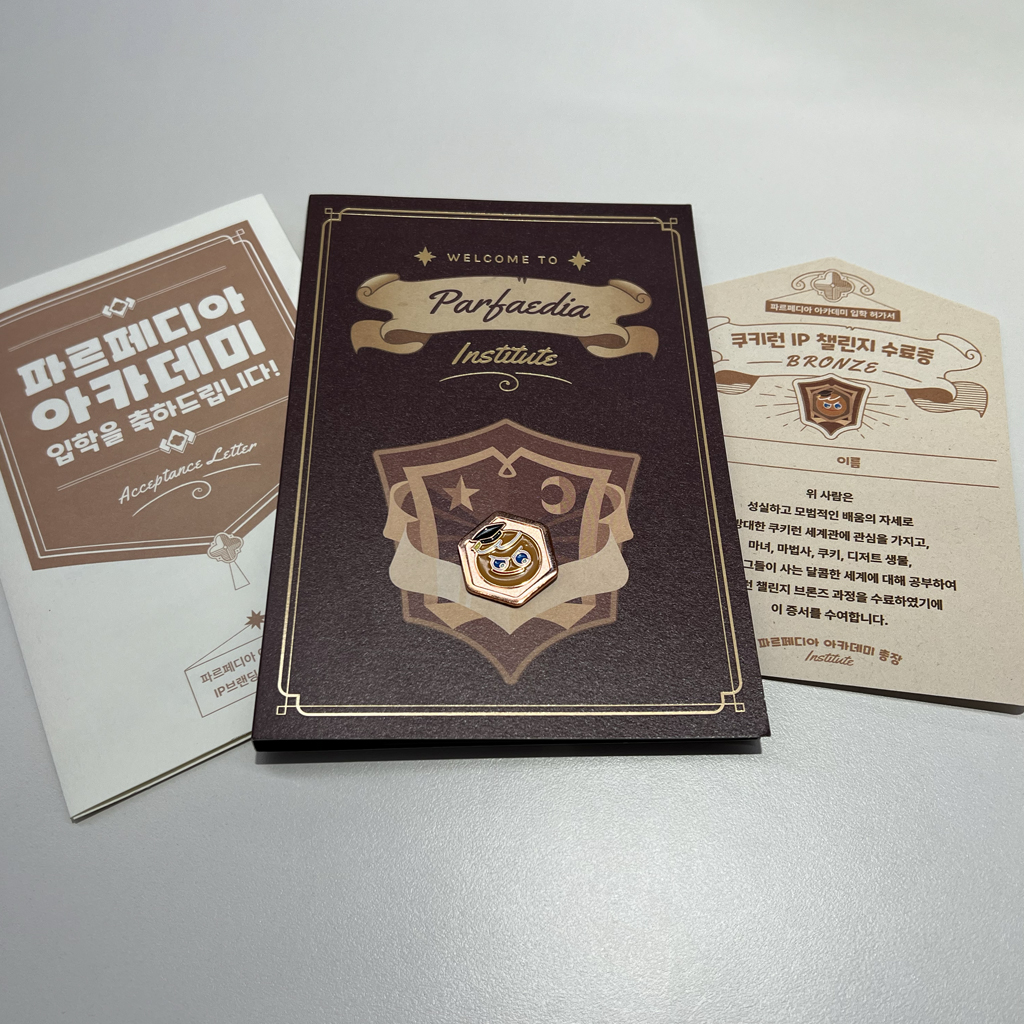 파르페디아
아카데미
입학을 축하드립니다!
Acceptance Letter
파르페디아
IP브랜딩
WELCOME TO
Parfaedia
Institute
파르페디아 아카데미 입학 허가서
쿠키런 IP 챌린지 수료증
BRONZE
이름
위 사람은
성실하고 모범적인 배움의 자세로
방대한 쿠키런 세계관에 관심을 가지고,
마녀, 마법사, 쿠키, 디저트 생물,
그들이 사는 달콤한 세계에 대해 공부하여
챌린지 브론즈 과정을 수료하였기에
이 증서를 수여합니다.
파르페디아 아카데미 총장
Institute